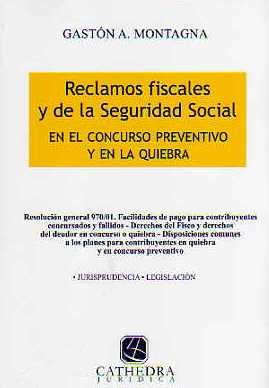 GASTÓN A. MONTAGNA
Reclamos fiscales
y de la Seguridad Social
EN EL CONCURSO PREVENTIVO
Y EN LA QUIEBRA
Resolución general 970/01. Facilidades de pago para contribuyentes
concursados y fallidos - Derechos del Fisco y derechos
del deudor en concurso o quiebra - Disposiciones comunes
a los planes para contribuyentes en quiebra
y en concurso preventivo
• JURISPRUDENCIA • LEGISLACIÓN
CATHEDRA
JURÍDICA